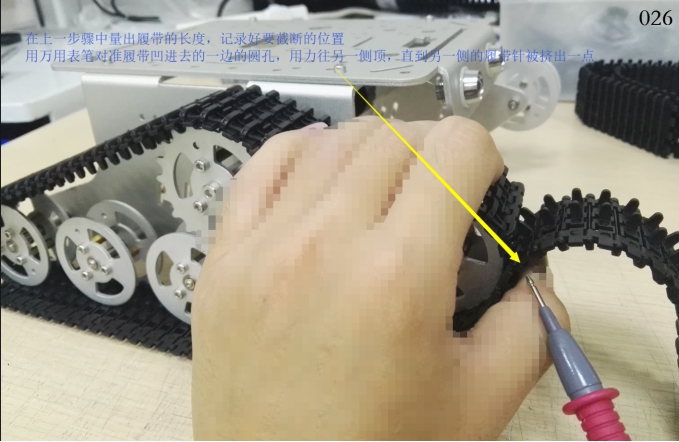 026
在上一步骤中量出履带的长度，记录好要截断的位置
用万用表笔对准履带凹进去的一边的圆孔，用力往另一侧顶，直到另一侧的履带针被挤出一点